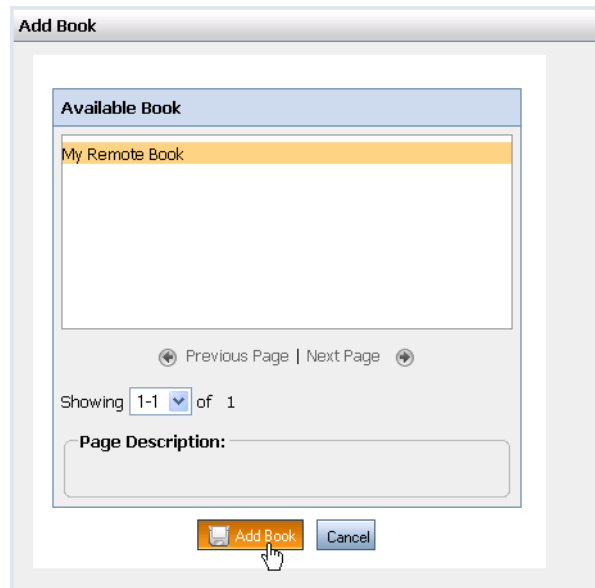 Add Book
Available Book
My Remote Book
Previous Page | Next Page
Showing 1-1 of 1
Page Description:
Add Book Cancel